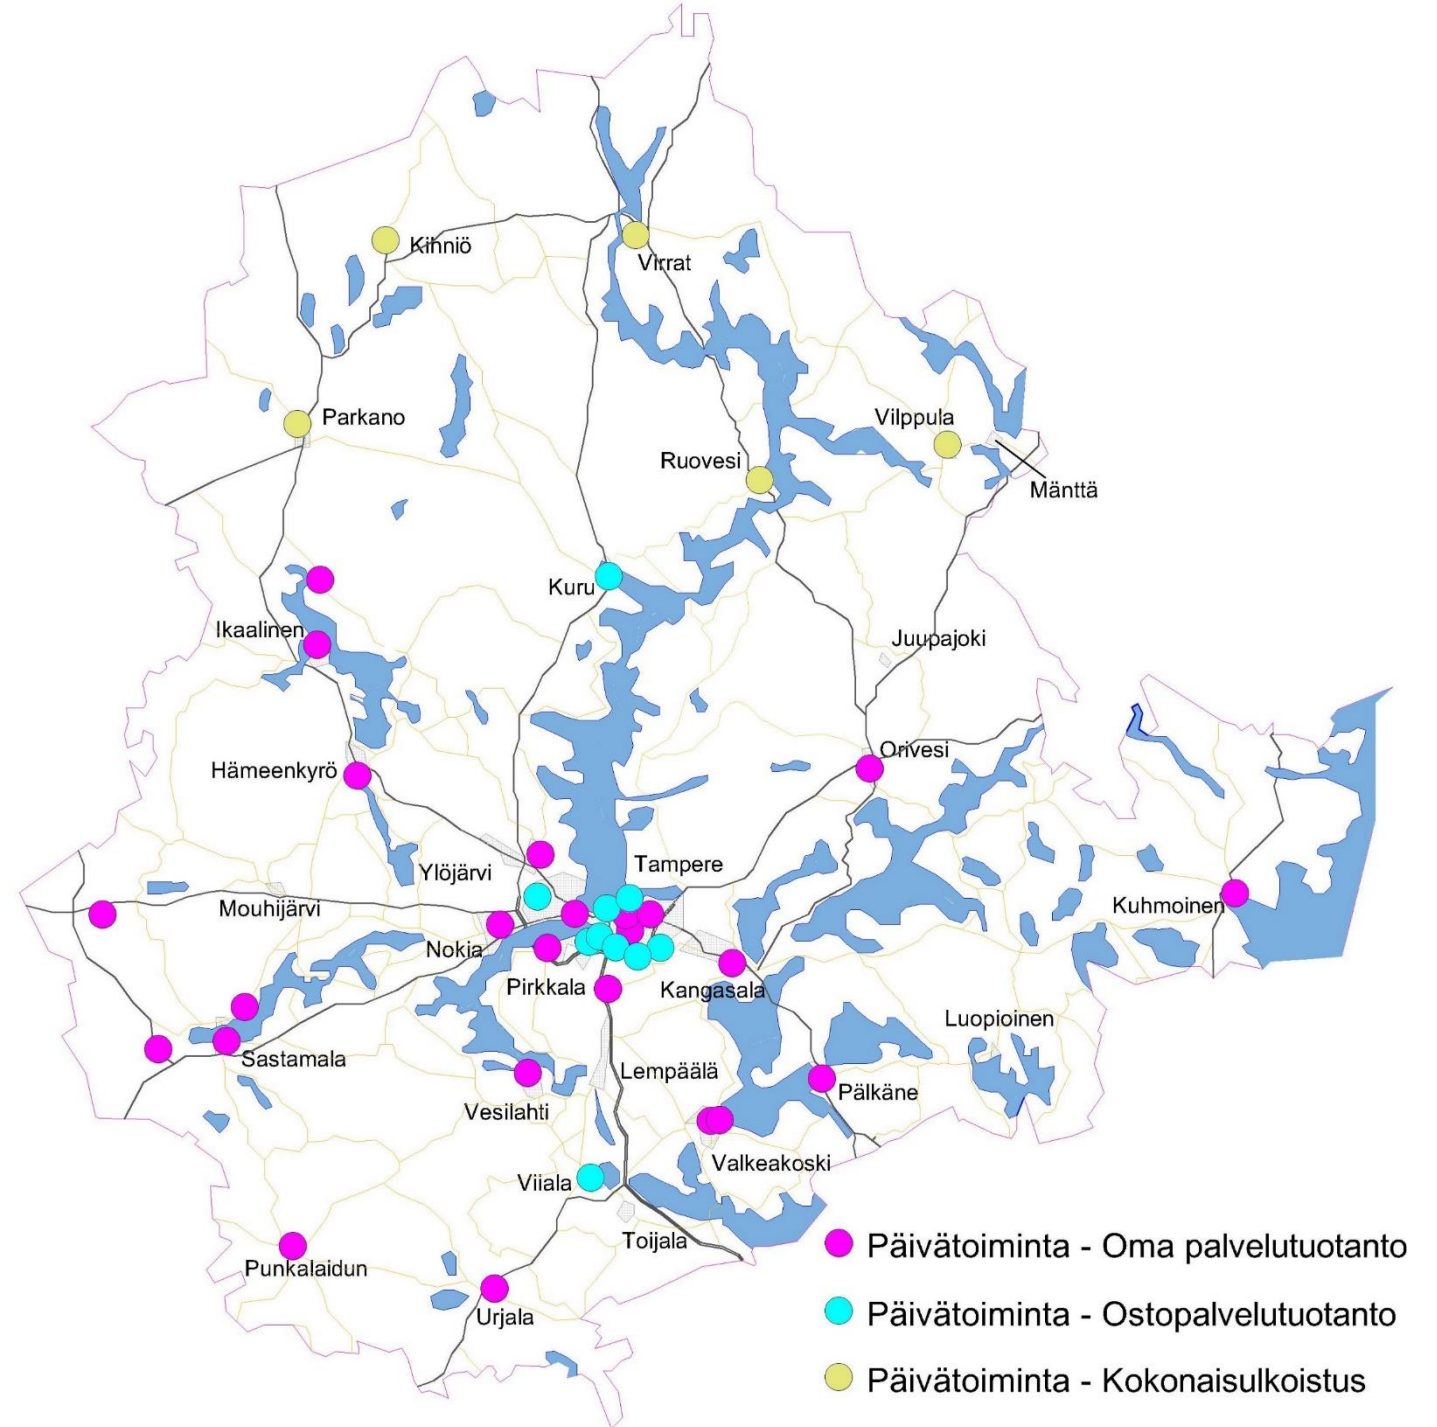 Kihniö
Virrat
Parkano
Vilppula
Ruovesi
Mänttä
Kuru
Ikaalinen
Juupajoki
Orivesi
Hämeenkyrö
Ylöjärvi
Tampere
Mouhijärvi
Kuhmoinen
Nokia
Pirkkala
Kangasala
Luopioinen
Sastamala
Lempäälä
Pälkäne
Vesilahti
Valkeakoski
Viiala
Toijala
Punkalaidun
Urjala
Päivätoiminta - Oma palvelutuotanto
Päivätoiminta - Ostopalvelutuotanto
Päivätoiminta - Kokonaisulkoistus